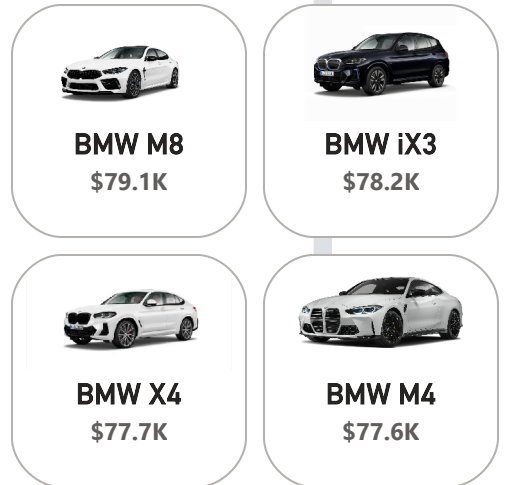 BMW M8
$79.1K
BMW iX3
$78.2K
BMW X4
$77.7K
BMW M4
$77.6K